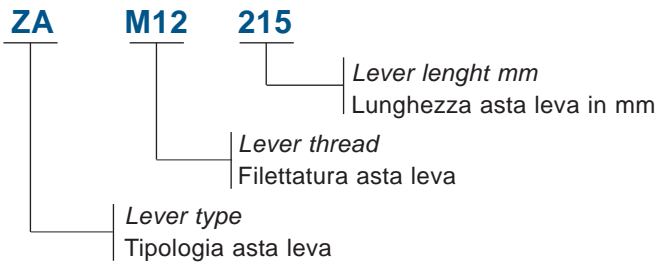 ZA M12 215
Lever lenght mm
Lunghezza asta leva in mm
Lever thread
Filettatura asta leva
Lever type
Tipologia asta leva